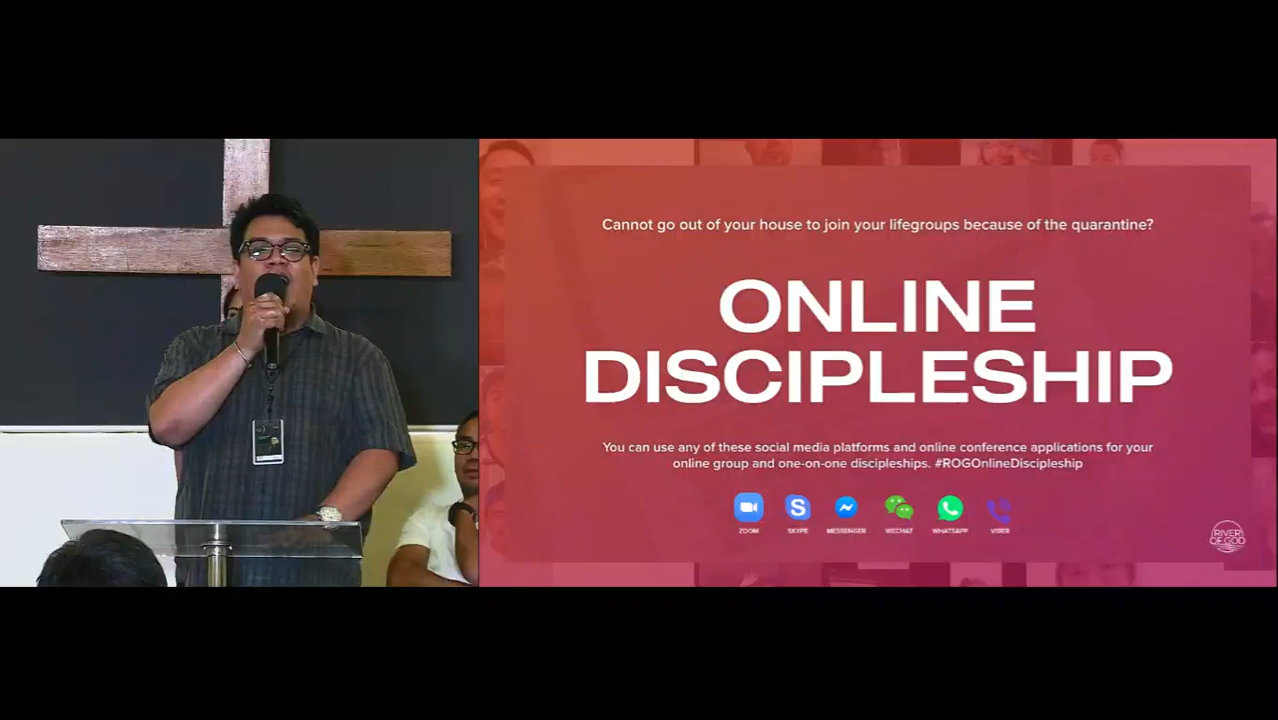 Cannot go out of your house to join your lifegroups because of the quarantine?
ONLINE
DISCIPLESHIP
You can use any of these social media platforms and online conference applications for your
online group and one-on-one discipleships. #ROGOnlineDiscipleship
ZOOM SKYPE MESSENGER WECHAT WHATSAPP VIBER
RIVER
OF GOD